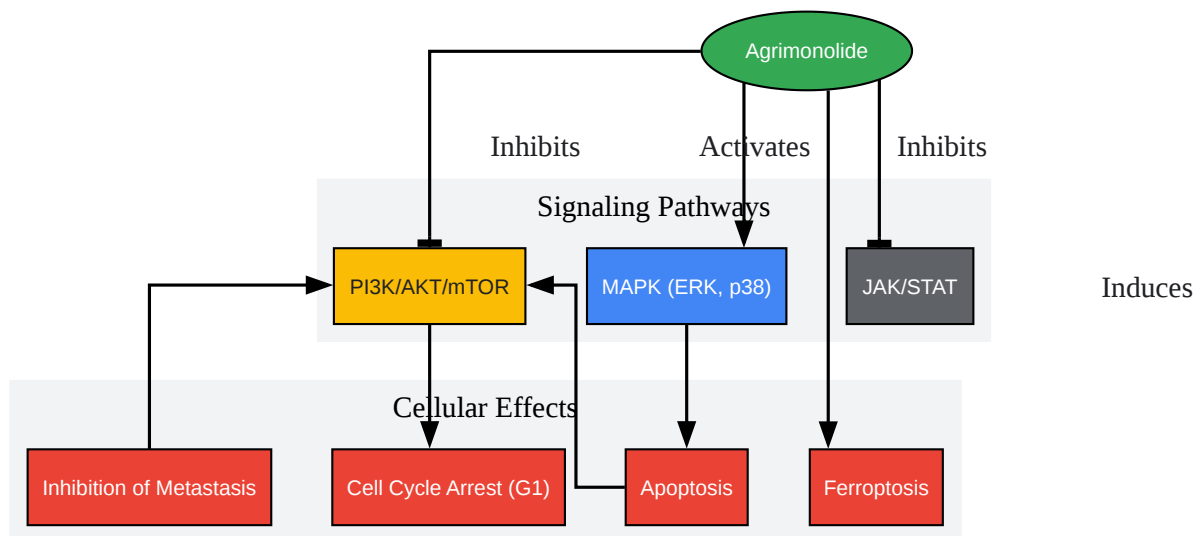 Agrimonolide
Inhibits
Activates
Inhibits
Signaling Pathways
PI3K/AKT/mTOR
MAPK (ERK, p38)
JAK/STAT
Induces
Cellular Effects
Inhibition of Metastasis
Cell Cycle Arrest (G1)
Apoptosis
Ferroptosis